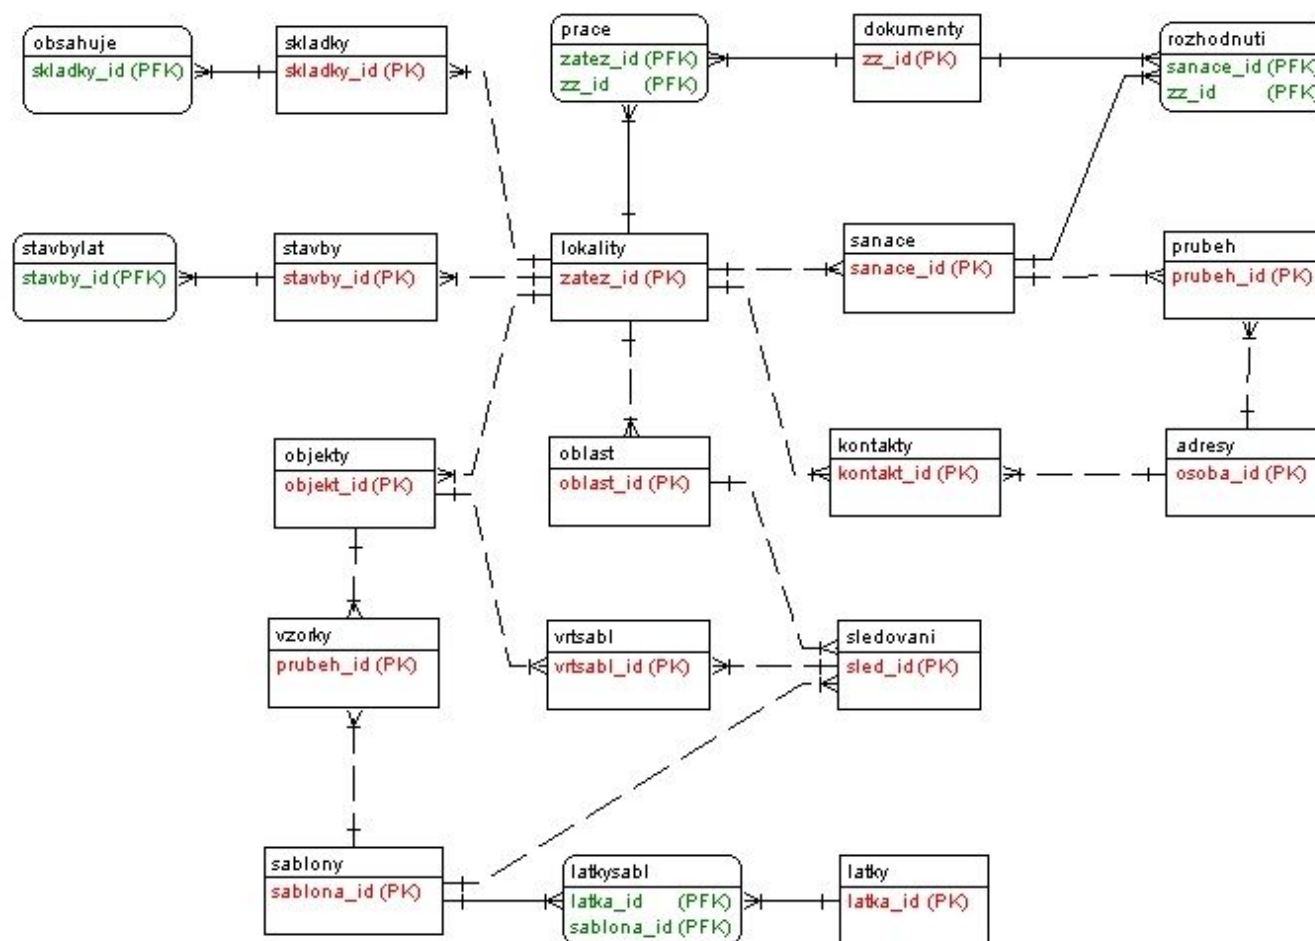 obsahuje
skladky_id (PFK)
skladky
skladky_id (PK)
prace
zatez_id (PFK)
zz_id (PFK)
dokumenty
zz_id (PK)
rozhodnuti
sanace_id (PFK)
zz_id (PFK)
stavbylat
stavby_id (PFK)
stavby
stavby_id (PK)
lokality
zatez_id (PK)
sanace
sanace_id (PK)
prubeh
prubeh_id (PK)
objekty
objekt_id (PK)
oblast
oblast_id (PK)
kontakty
kontakt_id (PK)
adresy
osoba_id (PK)
vzorky
prubeh_id (PK)
vrtsabl
vrtsabl_id (PK)
sledovani
sled_id (PK)
sablony
sablona_id (PK)
latkysabl
latka_id (PFK)
sablona_id (PFK)
latky
latka_id (PK)